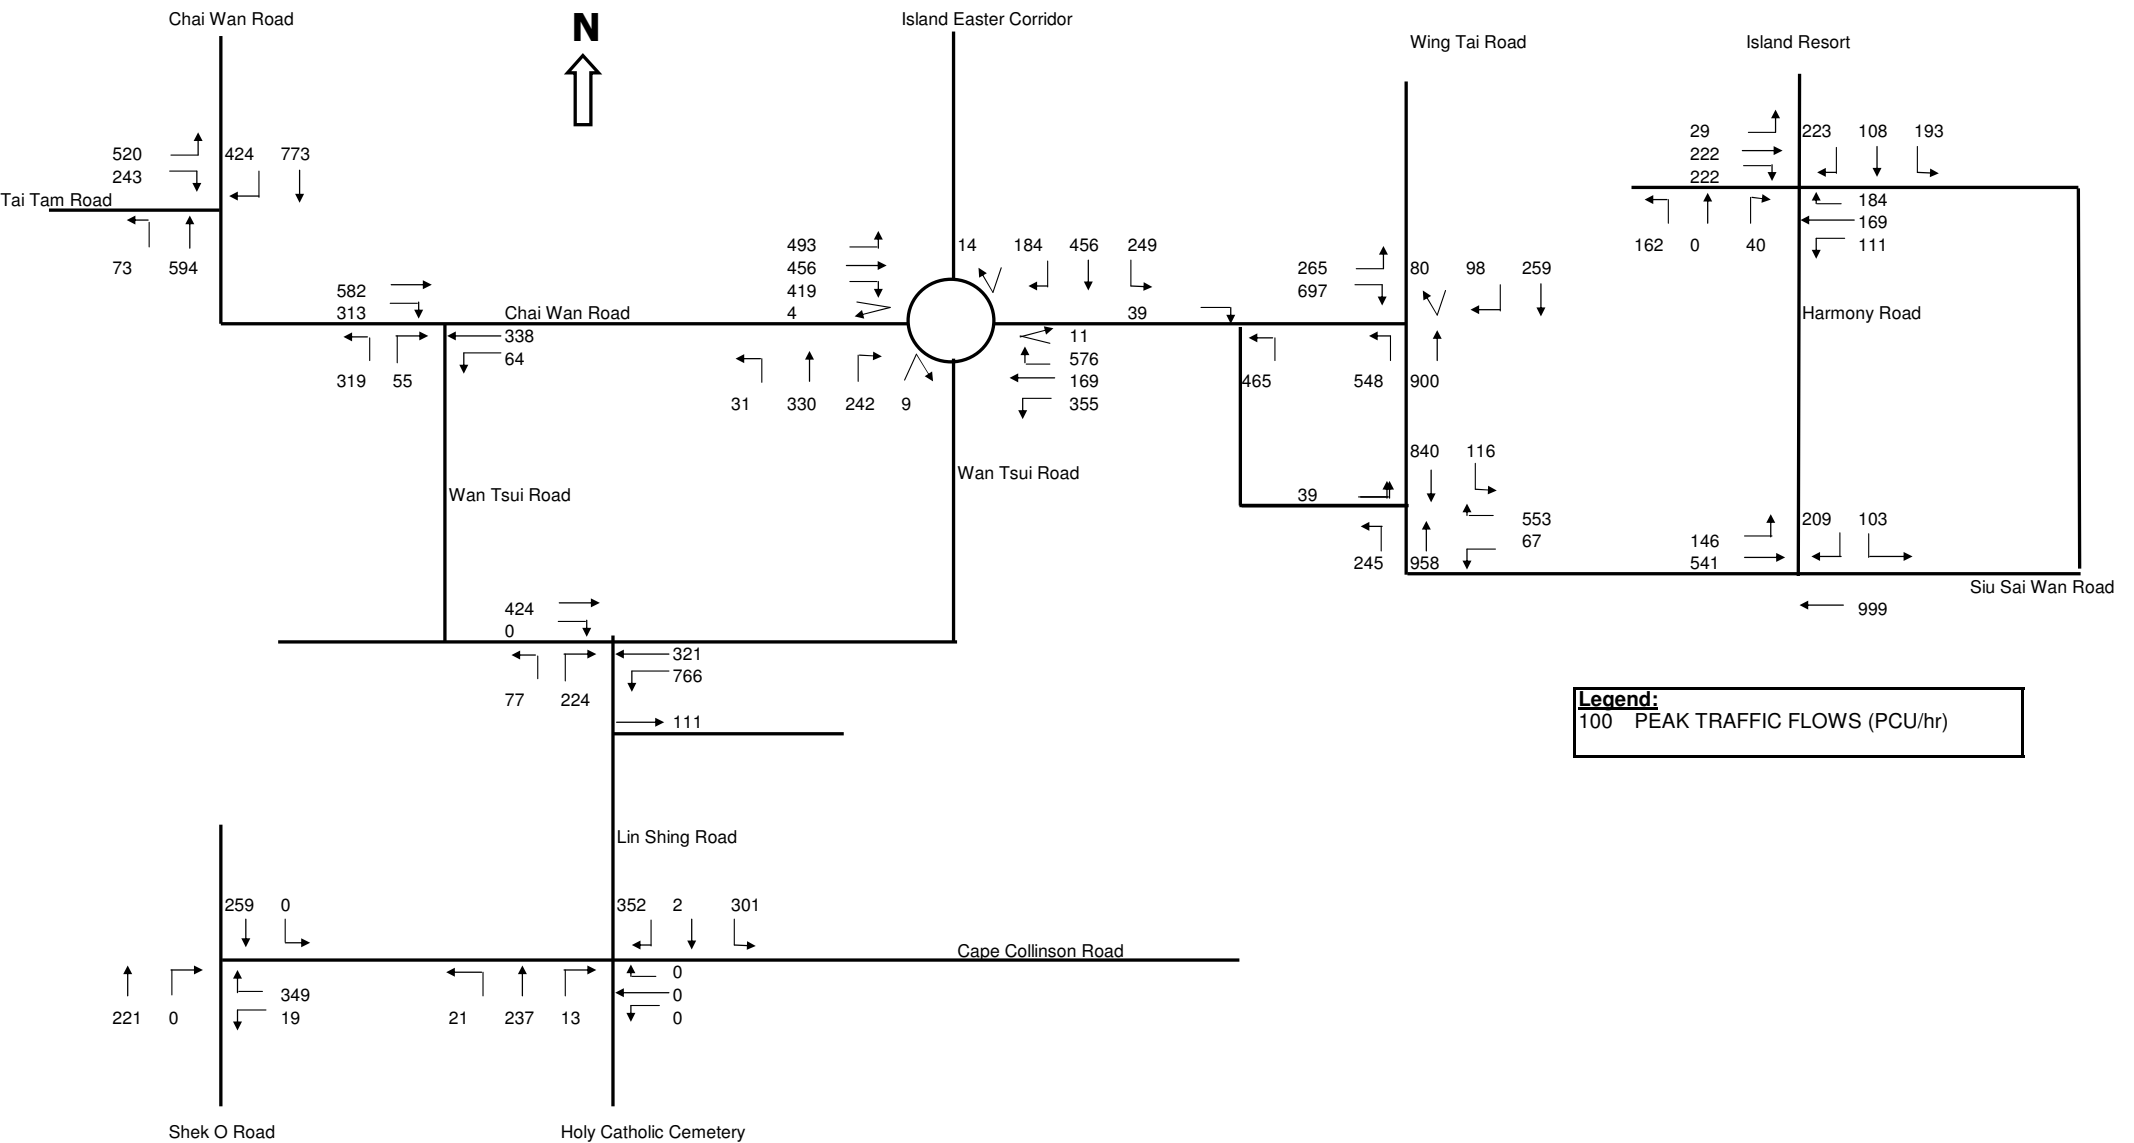 Chai Wan Road
N
Island Easter Corridor
Wing Tai Road
Island Resort
520
243
424 773
Tai Tam Road
73 594
29
222
222
223 108 193
184
169
111
162 0 40
493
456
419
4
14 184 456 249
265
697
80 98 259
582
313
Chai Wan Road
39
Harmony Road
338
64
11
576
169
355
319 55
31 330 242 9
465
548 900
840 116
Wan Tsui Road
Wan Tsui Road
39
553
67
245 958
146
541
209 103
Siu Sai Wan Road
999
424
0
321
766
77 224
111
Legend:
100 PEAK TRAFFIC FLOWS (PCU/hr)
Lin Shing Road
259 0
352 2 301
Cape Collinson Road
349
19
0
0
0
221 0
21 237 13
Shek O Road
Holy Catholic Cemetery